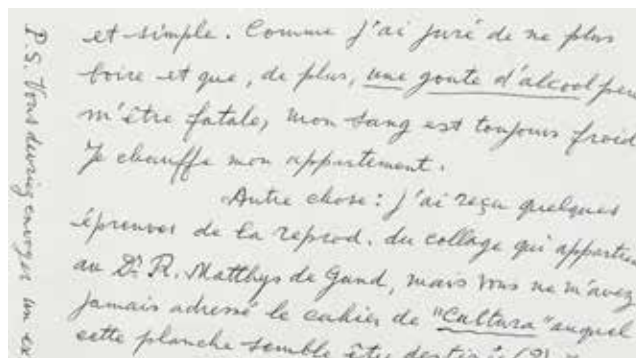 et simple. Comme j'ai juré de ne plus
boire et que, de plus, une goute d'alcool peu
m'être fatale, mon sang est toujours froid
Je chauffe mon appartement.
Autre chose: j'ai reçu quelques
épreuves de la reprod. du collage qui appartien
au Dr R. Matthys de Gand, mais vous ne m'avez
jamais adressé le cahier de "Cultura" auquel
cette planche semble être destinée (?)
P.S. Vous devriez envoyer un ex